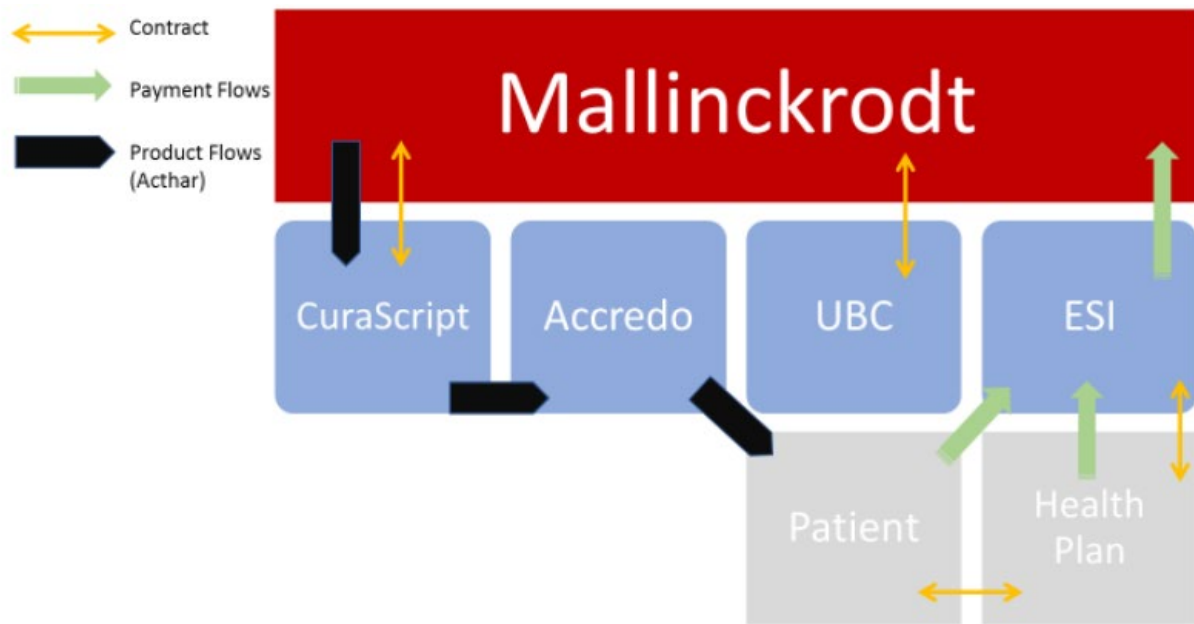 Contract
Payment Flows
Product Flows
(Acthar)
Mallinckrodt
CuraScript
Accredo
UBC
ESI
Patient
Health
Plan